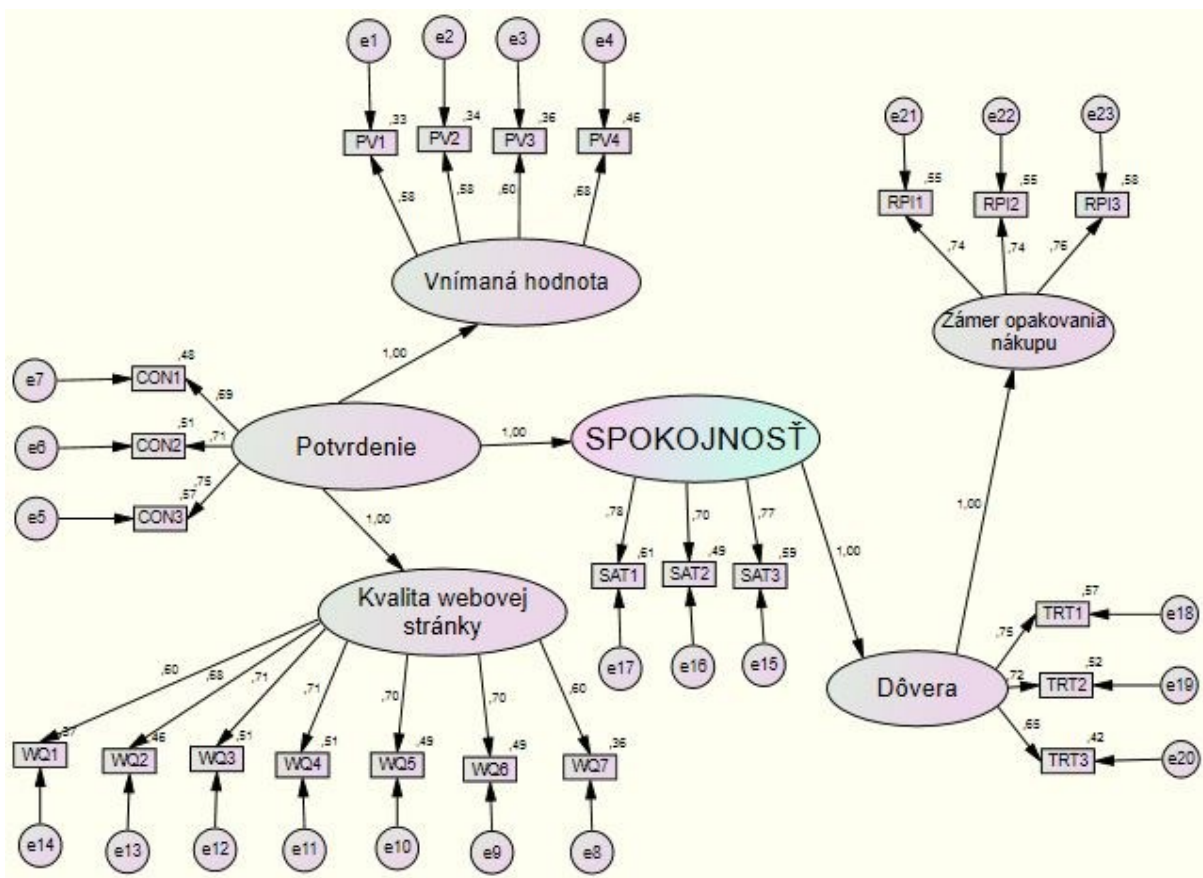 e1
e2
e3
e4
,33
,34
,36
,46
PV1
PV2
PV3
PV4
,58
,58
,60
,68
Vnímaná hodnota
e21
e22
e23
,55
,55
,58
RPI1
RPI2
RPI3
,74
,74
,76
Zámer opakovania
nákupu
1,00
e7
,48
CON1
,69
e6
,51
CON2
,71
e5
,57
CON3
,75
Potvrdenie
1,00
SPOKOJNOSŤ
1,00
,78
,70
,77
,61
,49
,59
SAT1
SAT2
SAT3
e17
e16
e15
1,00
1,00
Kvalita webovej
stránky
,60
,68
,71
,71
,70
,70
,60
,37
,46
,51
,51
,49
,49
,36
WQ1
WQ2
WQ3
WQ4
WQ5
WQ6
WQ7
e14
e13
e12
e11
e10
e9
e8
Dôvera
,75
,57
TRT1
e18
,72
,52
TRT2
e19
,65
,42
TRT3
e20